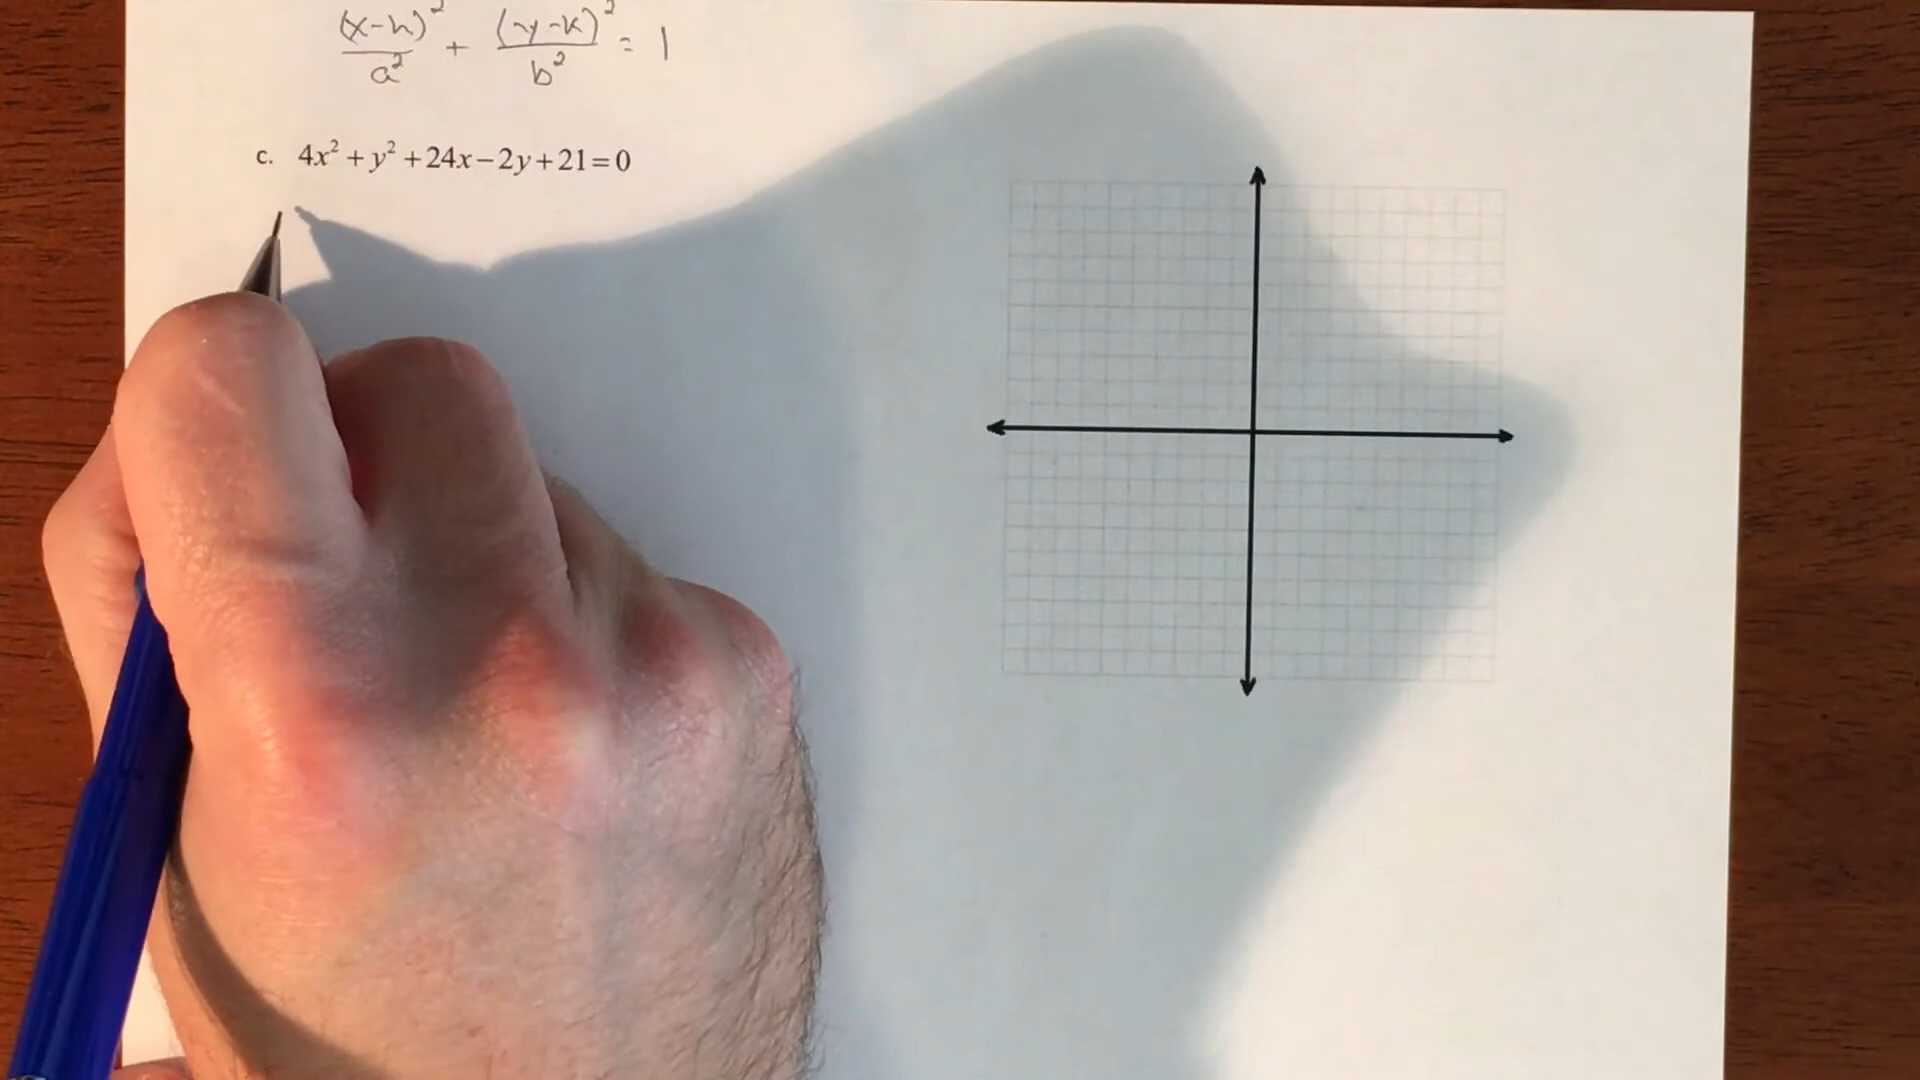 (x-h)²/a² + (y-k)²/b² = 1
c. 4x² + y² + 24x − 2y + 21 = 0